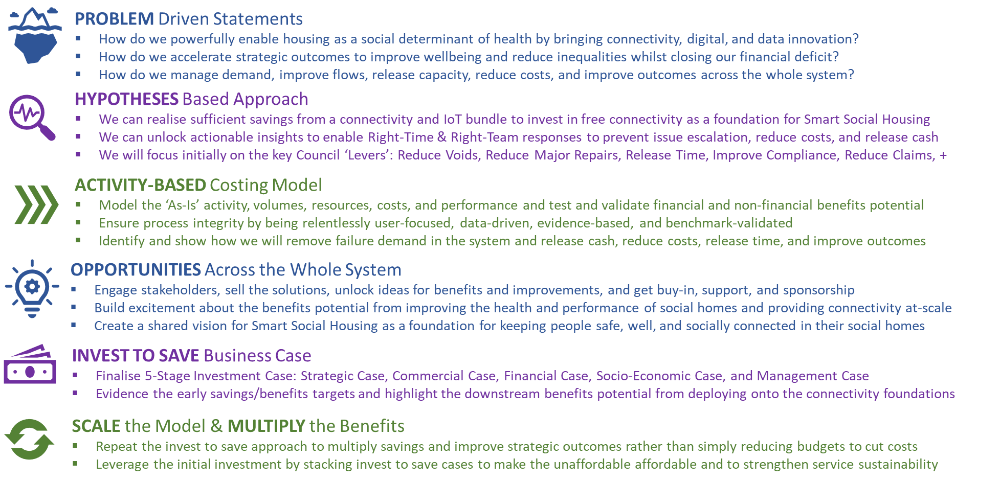 PROBLEM Driven Statements
▪ How do we powerfully enable housing as a social determinant of health by bringing connectivity, digital, and data innovation?
▪ How do we accelerate strategic outcomes to improve wellbeing and reduce inequalities whilst closing our financial deficit?
▪ How do we manage demand, improve flows, release capacity, reduce costs, and improve outcomes across the whole system?
HYPOTHESES Based Approach
▪ We can realise sufficient savings from a connectivity and IoT bundle to invest in free connectivity as a foundation for Smart Social Housing
▪ We can unlock actionable insights to enable Right-Time & Right-Team responses to prevent issue escalation, reduce costs, and release cash
▪ We will focus initially on the key Council ‘Levers’: Reduce Voids, Reduce Major Repairs, Release Time, Improve Compliance, Reduce Claims, +
ACTIVITY-BASED Costing Model
▪ Model the ‘As-Is’ activity, volumes, resources, costs, and performance and test and validate financial and non-financial benefits potential
▪ Ensure process integrity by being relentlessly user-focused, data-driven, evidence-based, and benchmark-validated
▪ Identify and show how we will remove failure demand in the system and release cash, reduce costs, release time, and improve outcomes
OPPORTUNITIES Across the Whole System
▪ Engage stakeholders, sell the solutions, unlock ideas for benefits and improvements, and get buy-in, support, and sponsorship
▪ Build excitement about the benefits potential from improving the health and performance of social homes and providing connectivity at-scale
▪ Create a shared vision for Smart Social Housing as a foundation for keeping people safe, well, and socially connected in their social homes
INVEST TO SAVE Business Case
▪ Finalise 5-Stage Investment Case: Strategic Case, Commercial Case, Financial Case, Socio-Economic Case, and Management Case
▪ Evidence the early savings/benefits targets and highlight the downstream benefits potential from deploying onto the connectivity foundations
SCALE the Model & MULTIPLY the Benefits
▪ Repeat the invest to save approach to multiply savings and improve strategic outcomes rather than simply reducing budgets to cut costs
▪ Leverage the initial investment by stacking invest to save cases to make the unaffordable affordable and to strengthen service sustainability